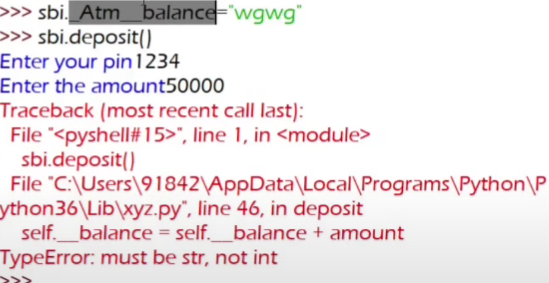 >>> sbi._Atm__balance="wgwg"
>>> sbi.deposit()
Enter your pin1234
Enter the amount50000
Traceback (most recent call last):
  File "<pyshell#15>", line 1, in <module>
    sbi.deposit()
  File "C:\Users\91842\AppData\Local\Programs\Python\P
ython36\Lib\xyz.py", line 46, in deposit
    self.__balance = self.__balance + amount
TypeError: must be str, not int
>>>